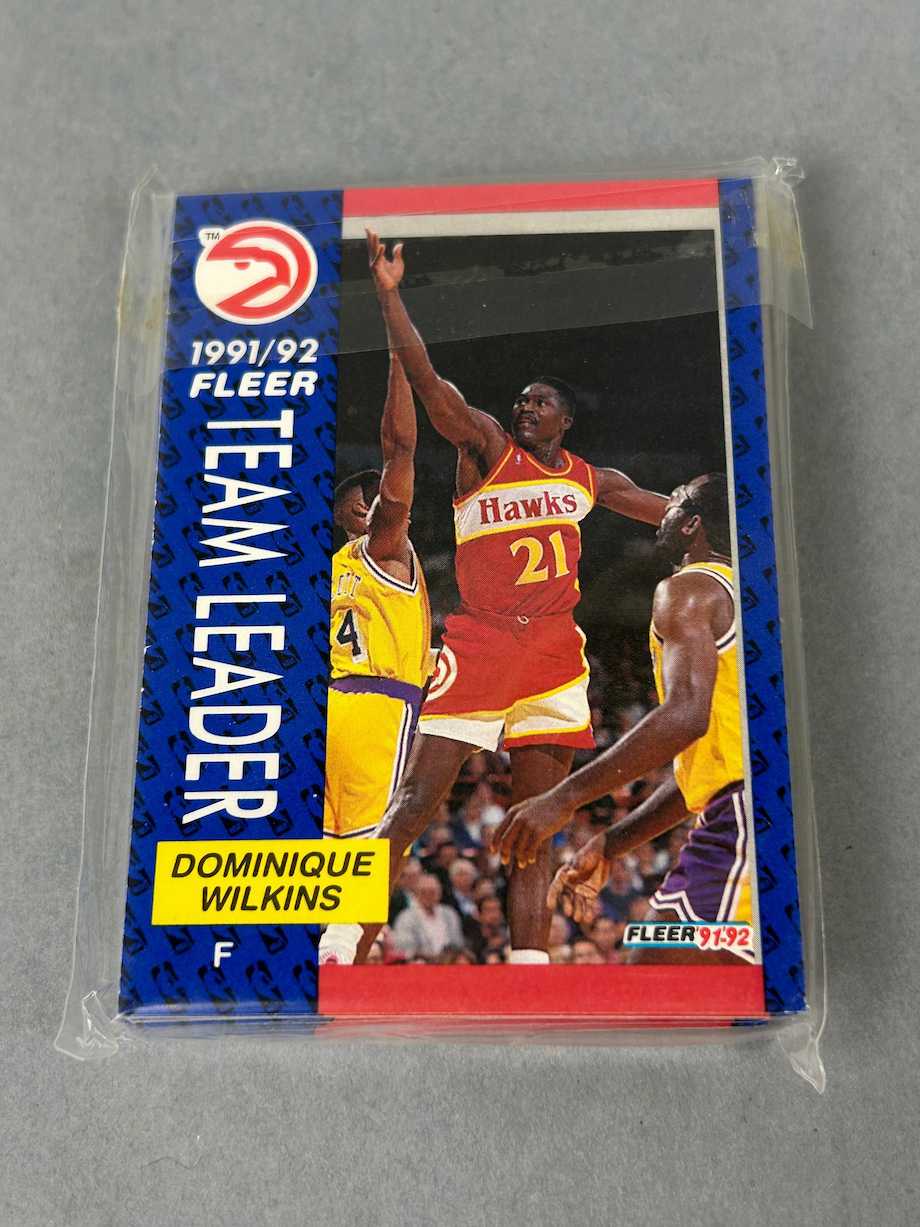 TM
1991/92
FLEER
TEAM LEADER
Hawks
21
4
DOMINIQUE
WILKINS
F
FLEER '91-'92